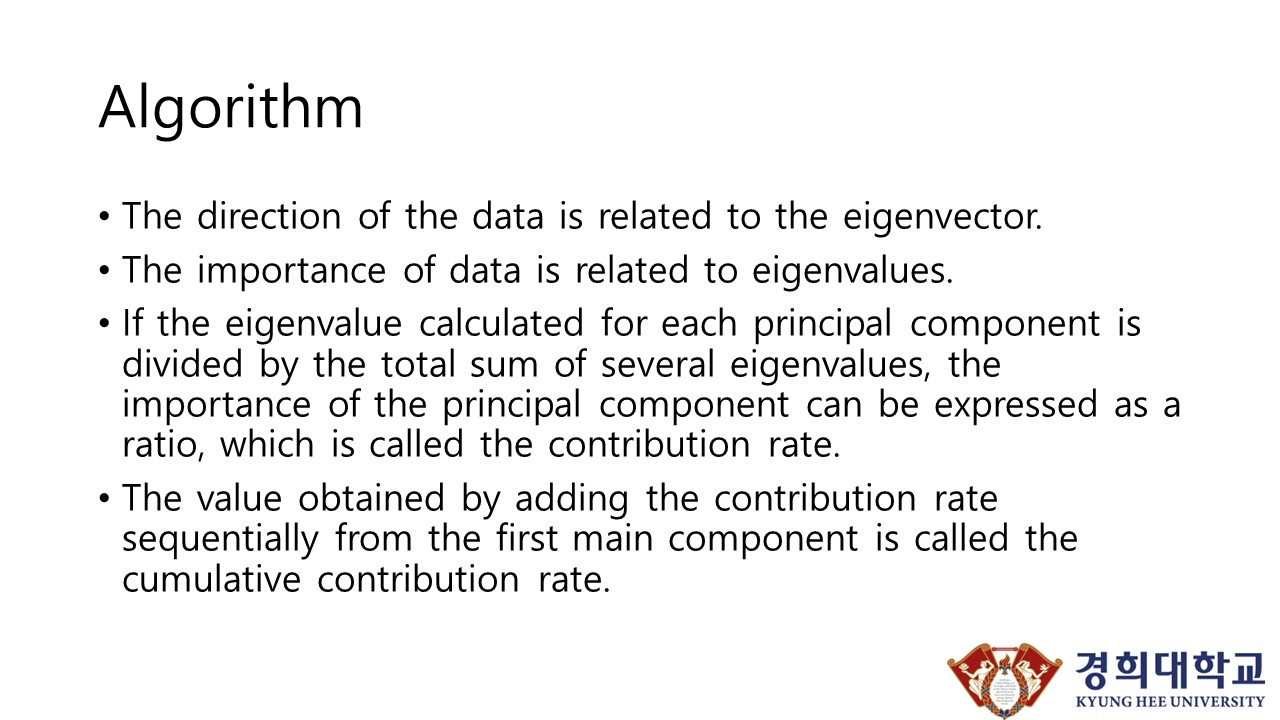 Algorithm
• The direction of the data is related to the eigenvector.
• The importance of data is related to eigenvalues.
• If the eigenvalue calculated for each principal component is
divided by the total sum of several eigenvalues, the
importance of the principal component can be expressed as a
ratio, which is called the contribution rate.
• The value obtained by adding the contribution rate
sequentially from the first main component is called the
cumulative contribution rate.
경희대학교
KYUNG HEE UNIVERSITY